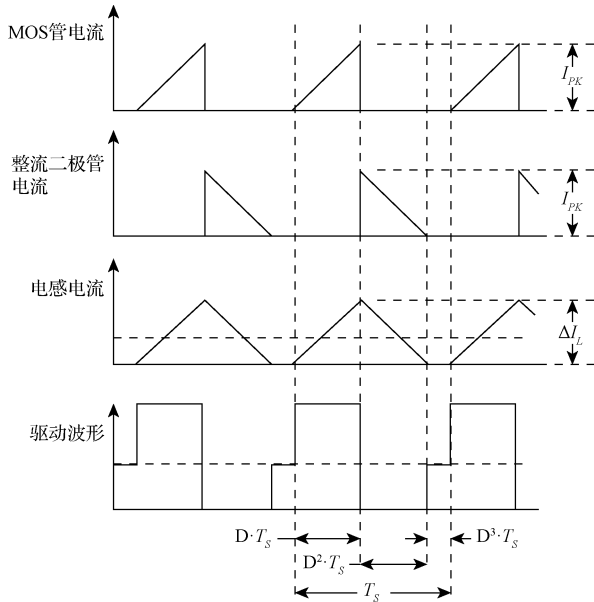 MOS管电流
I_PK
整流二极管
电流
I_PK
电感电流
ΔI_L
驱动波形
D·T_S
D³·T_S
D²·T_S
T_S